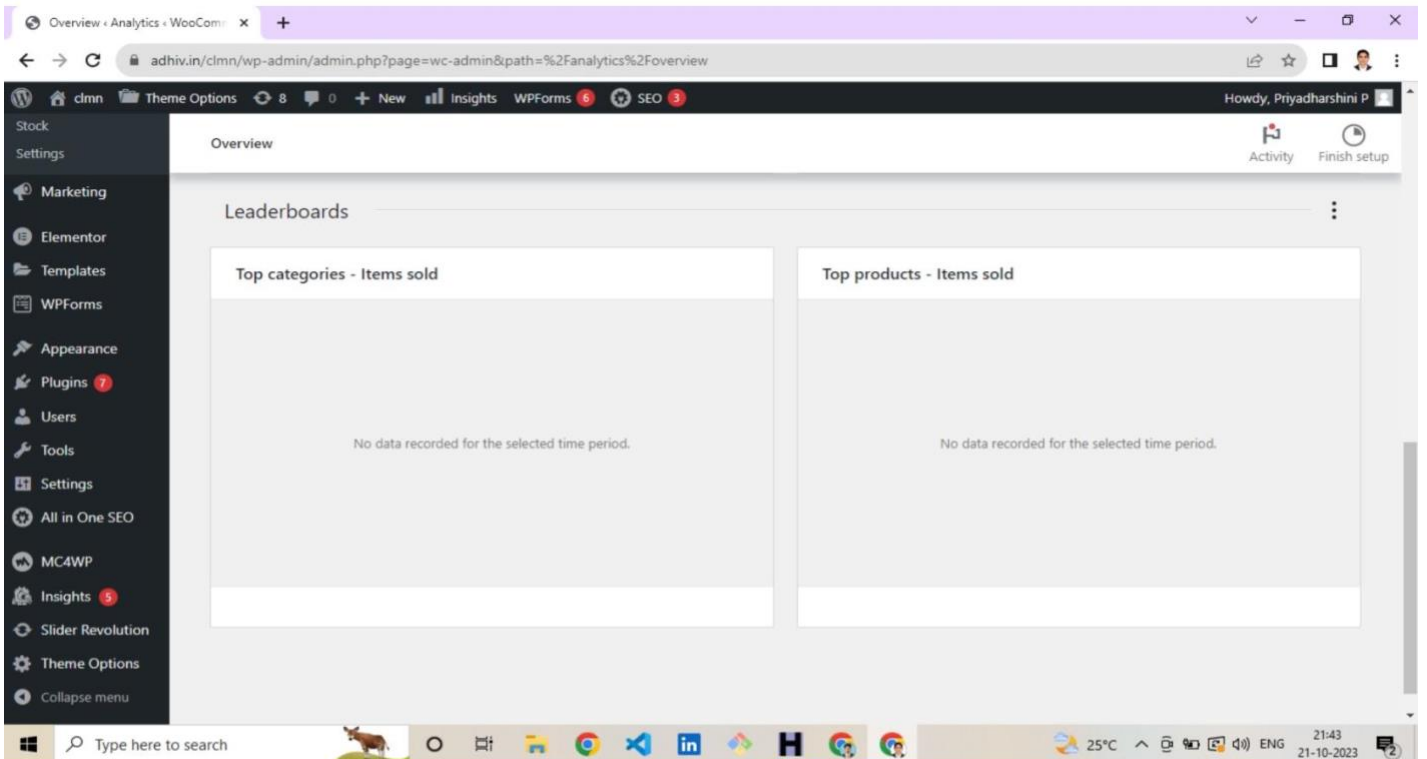 Overview ‹ Analytics ‹ WooComm
adhiv.in/clmn/wp-admin/admin.php?page=wc-admin&path=%2Fanalytics%2Foverview
clmn Theme Options 8 0 + New Insights WPForms 6 SEO 3 Howdy, Priyadharshini P
Stock
Settings
Marketing
Elementor
Templates
WPForms
Appearance
Plugins 7
Users
Tools
Settings
All in One SEO
MC4WP
Insights 5
Slider Revolution
Theme Options
Collapse menu
Overview
Activity
Finish setup
Leaderboards
Top categories - Items sold
No data recorded for the selected time period.
Top products - Items sold
No data recorded for the selected time period.
Type here to search
25°C
ENG
21:43
21-10-2023
2